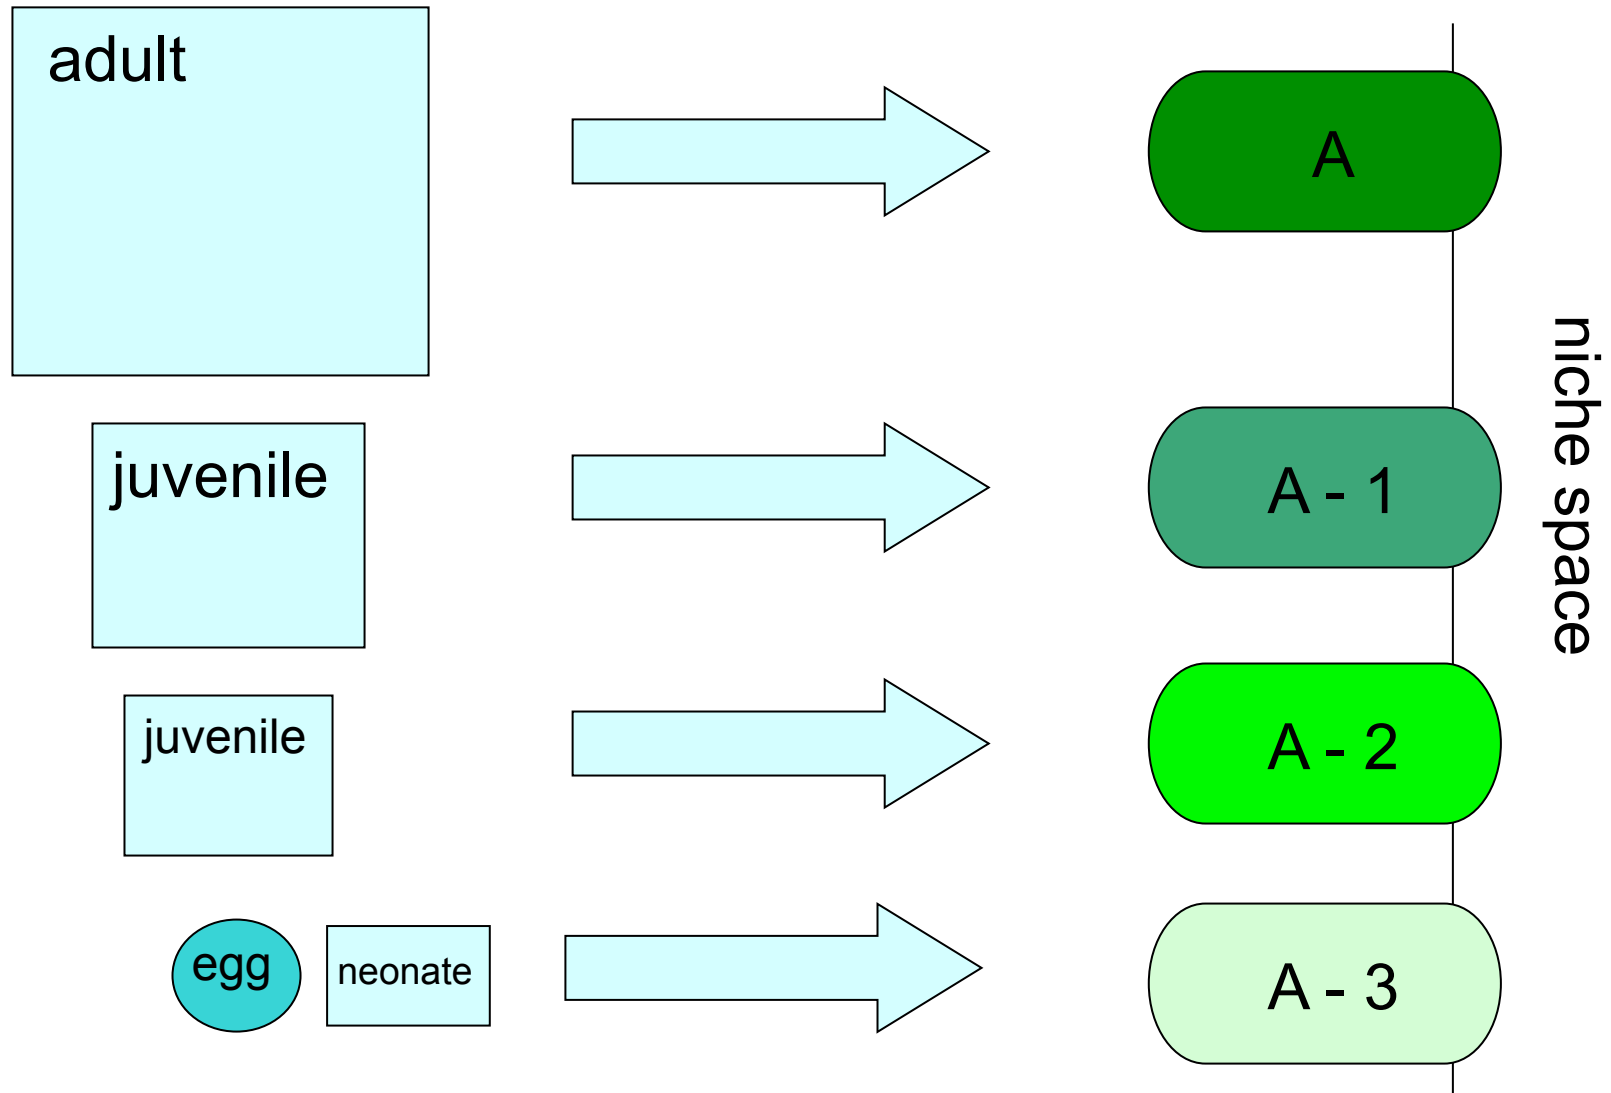 adult
A
juvenile
A - 1
juvenile
A - 2
egg
neonate
A - 3
niche space